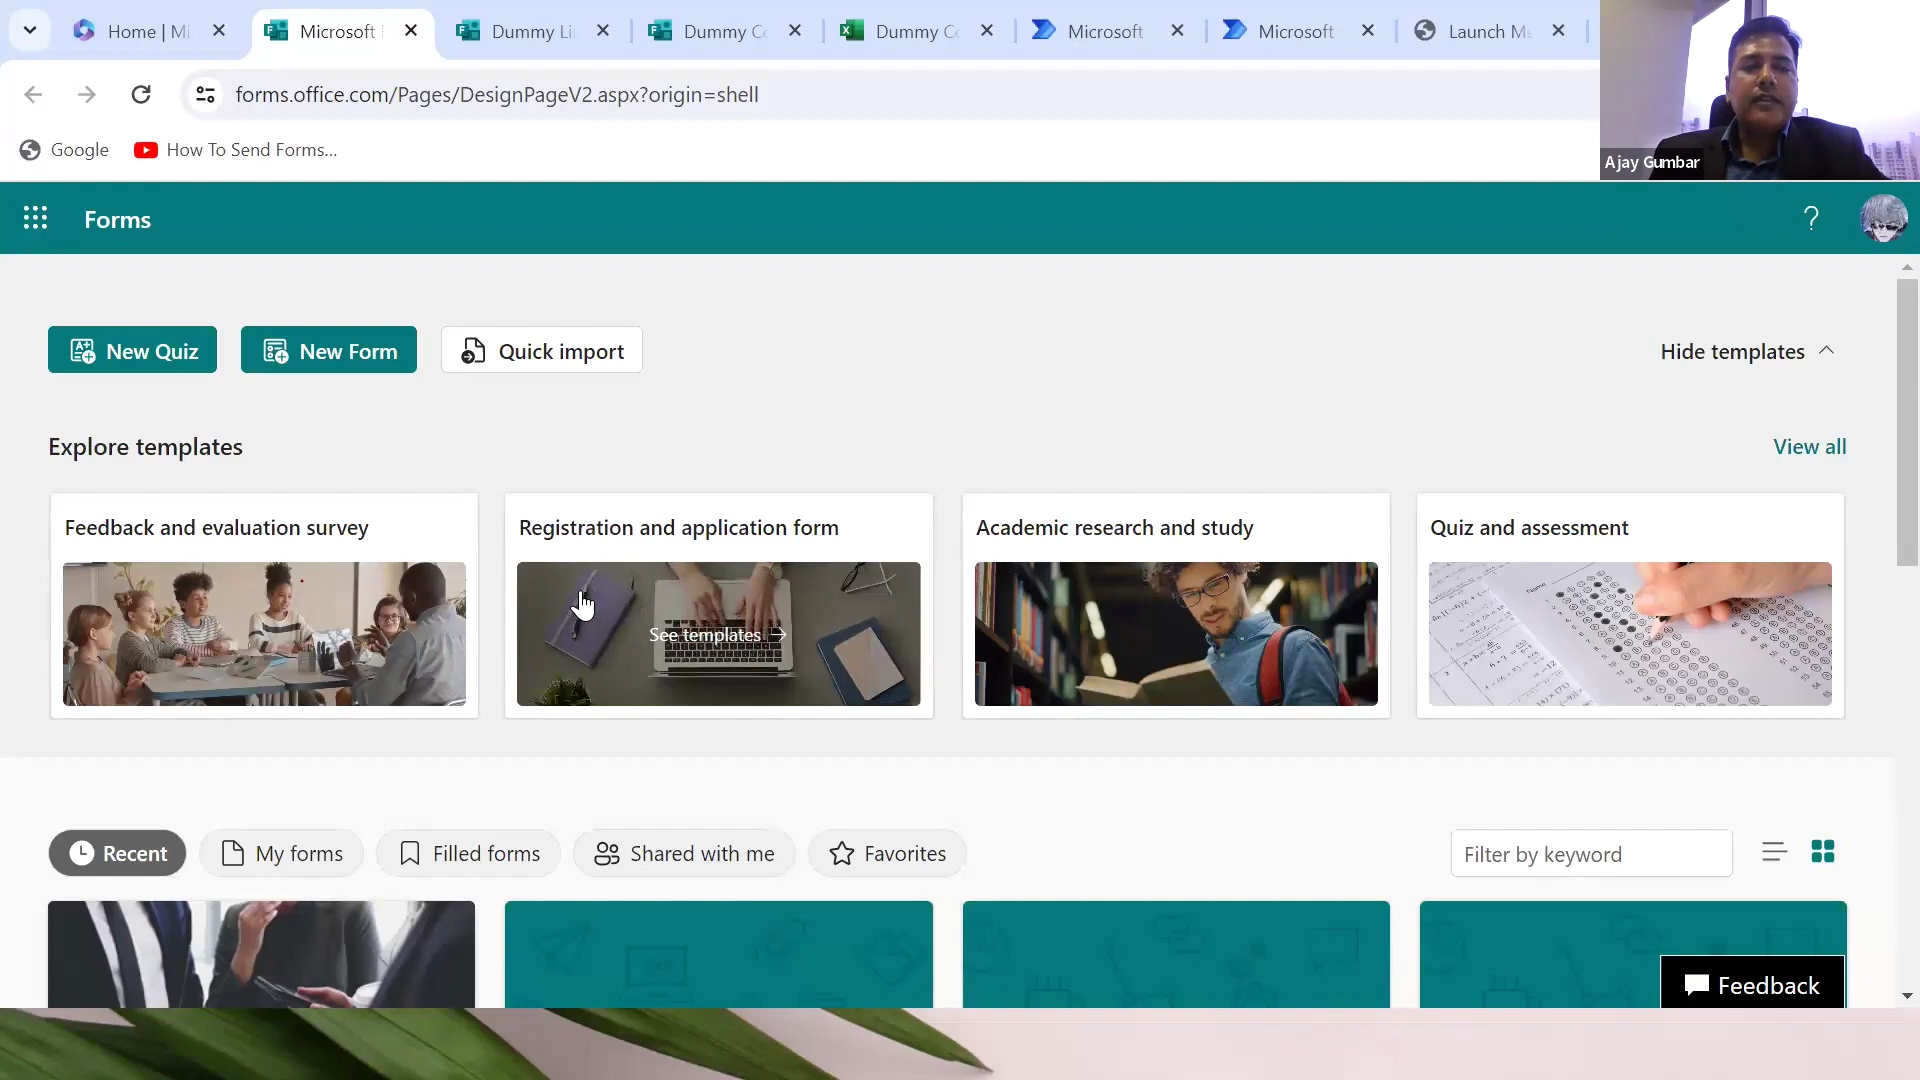 Home | Mi
Microsoft
Dummy Li
Dummy Co
Dummy Co
Microsoft
Microsoft
Launch Me
forms.office.com/Pages/DesignPageV2.aspx?origin=shell
Google
How To Send Forms...
Ajay Gumbar
Forms
?
New Quiz
New Form
Quick import
Hide templates
Explore templates
View all
Feedback and evaluation survey
Registration and application form
Academic research and study
Quiz and assessment
See templates
Recent
My forms
Filled forms
Shared with me
Favorites
Filter by keyword
Feedback